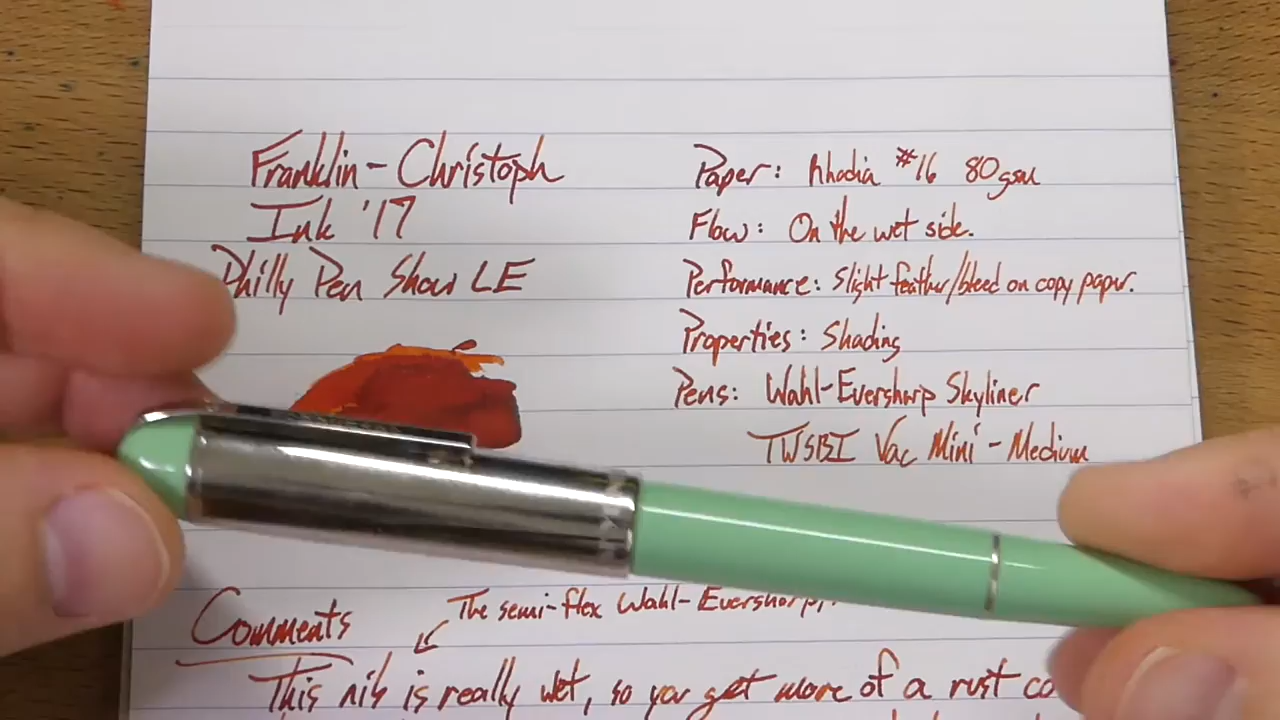 Franklin-Christoph
Ink '17
Philly Pen Show LE
Paper: Rhodia #16 80gsm
Flow: On the wet side.
Performance: Slight feather/bleed on copy paper.
Properties: Shading
Pens: Wahl-Eversharp Skyliner
TWSBI Vac Mini - Medium
Comments
The semi-flex Wahl-Eversharp,
This nib is really wet, so you get more of a rust co